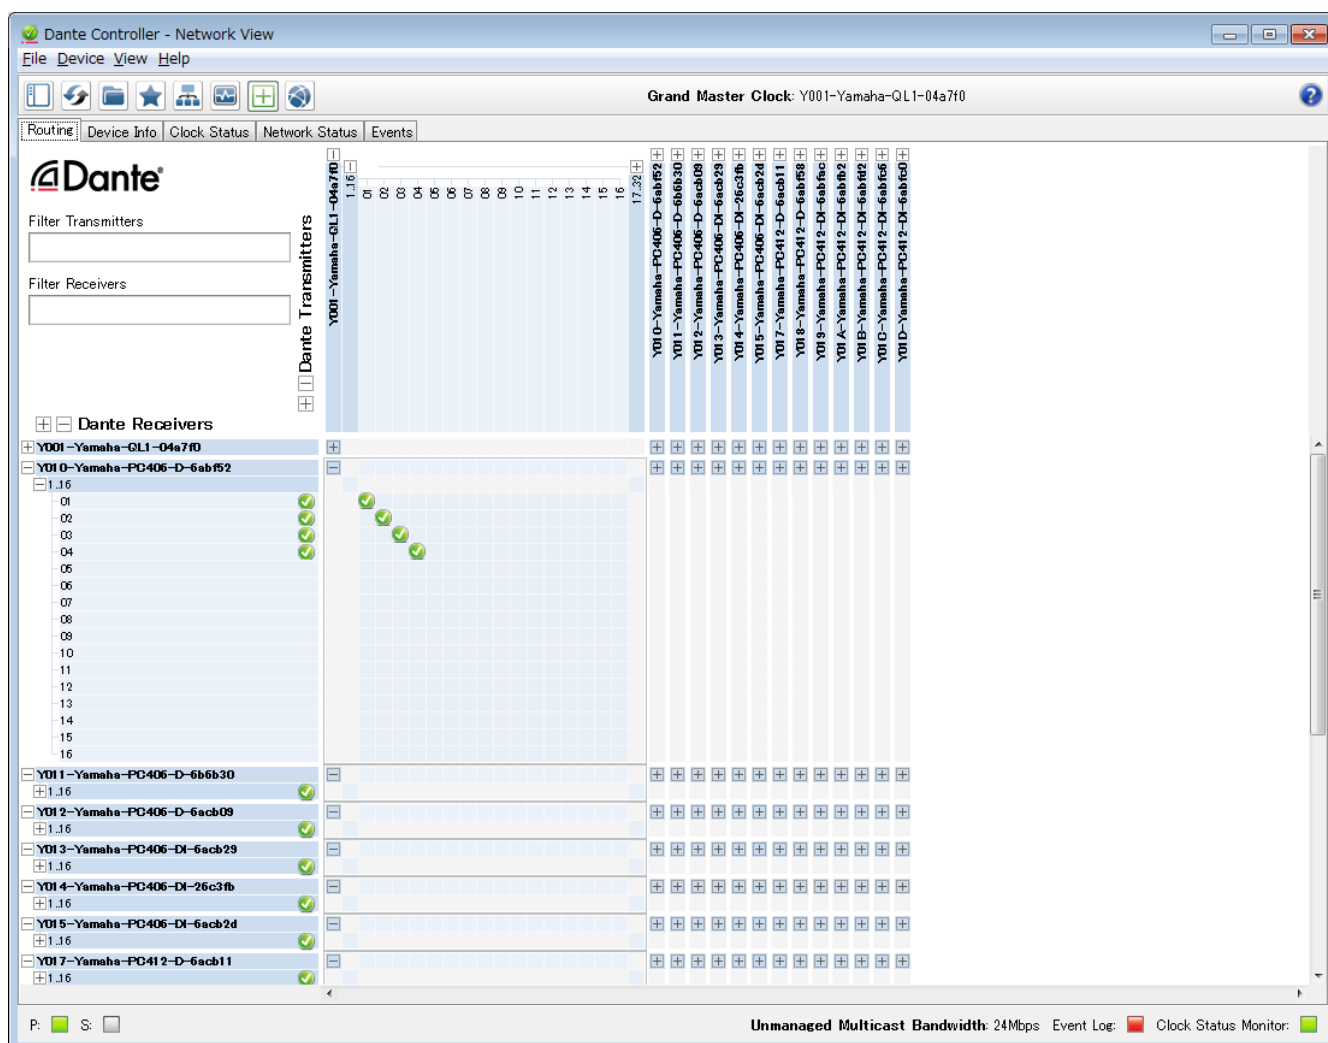 Dante Controller - Network View
File Device View Help
Grand Master Clock: Y001-Yamaha-QL1-04a7f0
Routing Device Info Clock Status Network Status Events
Dante®
Filter Transmitters
Filter Receivers
Dante Transmitters
Y001-Yamaha-QL1-04a7f0
1..16
01 02 03 04 05 06 07 08 09 10 11 12 13 14 15 16
17..32
Y010-Yamaha-PC406-D-6abf52
Y011-Yamaha-PC406-D-6b6b30
Y012-Yamaha-PC406-D-6acb09
Y013-Yamaha-PC406-DI-6acb29
Y014-Yamaha-PC406-DI-26c3fb
Y015-Yamaha-PC406-DI-6acb2d
Y017-Yamaha-PC412-D-6acb11
Y018-Yamaha-PC412-D-6abf58
Y019-Yamaha-PC412-DI-6abfac
Y01A-Yamaha-PC412-DI-6abfb2
Y01B-Yamaha-PC412-DI-6abfd2
Y01C-Yamaha-PC412-DI-6abfc6
Y01D-Yamaha-PC412-DI-6abfc0
Dante Receivers
Y001-Yamaha-QL1-04a7f0
Y010-Yamaha-PC406-D-6abf52
1..16
01
02
03
04
05
06
07
08
09
10
11
12
13
14
15
16
Y011-Yamaha-PC406-D-6b6b30
1..16
Y012-Yamaha-PC406-D-6acb09
1..16
Y013-Yamaha-PC406-DI-6acb29
1..16
Y014-Yamaha-PC406-DI-26c3fb
1..16
Y015-Yamaha-PC406-DI-6acb2d
1..16
Y017-Yamaha-PC412-D-6acb11
1..16
P: S: Unmanaged Multicast Bandwidth: 24Mbps Event Log: Clock Status Monitor: